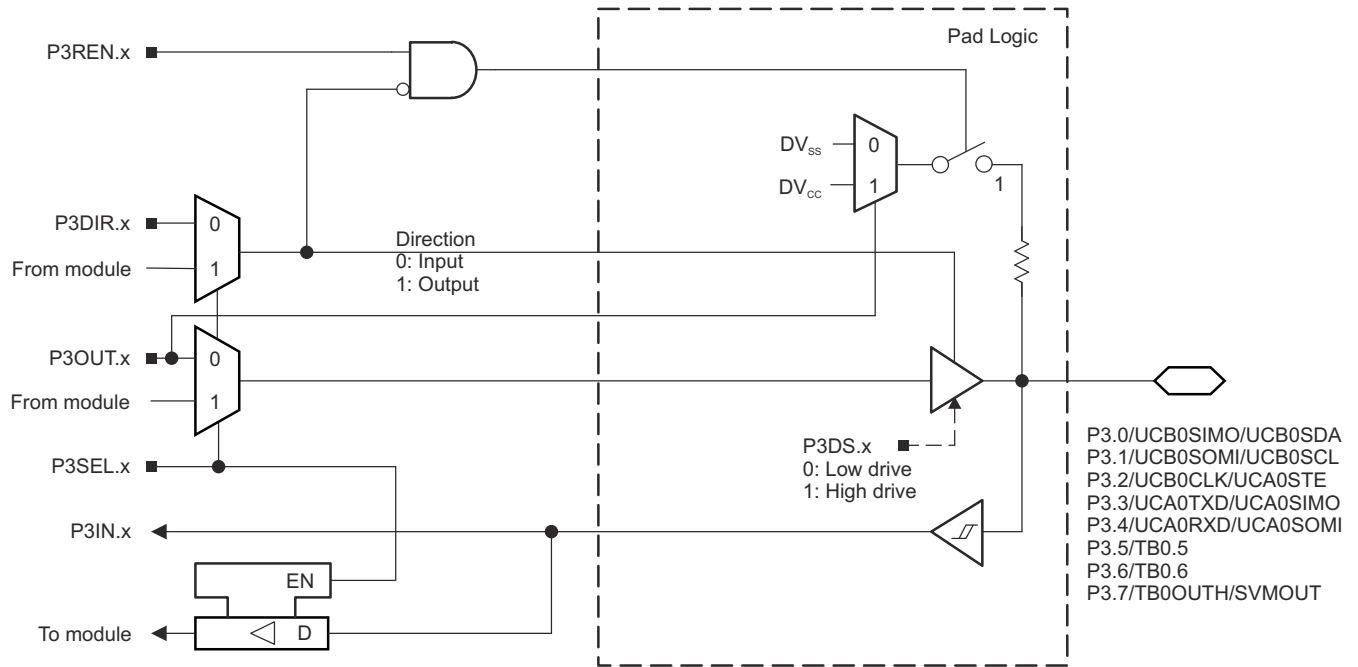 Pad Logic
P3REN.x
DVSS
0
DVCC
1
1
P3DIR.x
0
From module
1
Direction
0: Input
1: Output
P3OUT.x
0
From module
1
P3SEL.x
P3DS.x
0: Low drive
1: High drive
P3IN.x
EN
To module
D
P3.0/UCB0SIMO/UCB0SDA
P3.1/UCB0SOMI/UCB0SCL
P3.2/UCB0CLK/UCA0STE
P3.3/UCA0TXD/UCA0SIMO
P3.4/UCA0RXD/UCA0SOMI
P3.5/TB0.5
P3.6/TB0.6
P3.7/TB0OUTH/SVMOUT